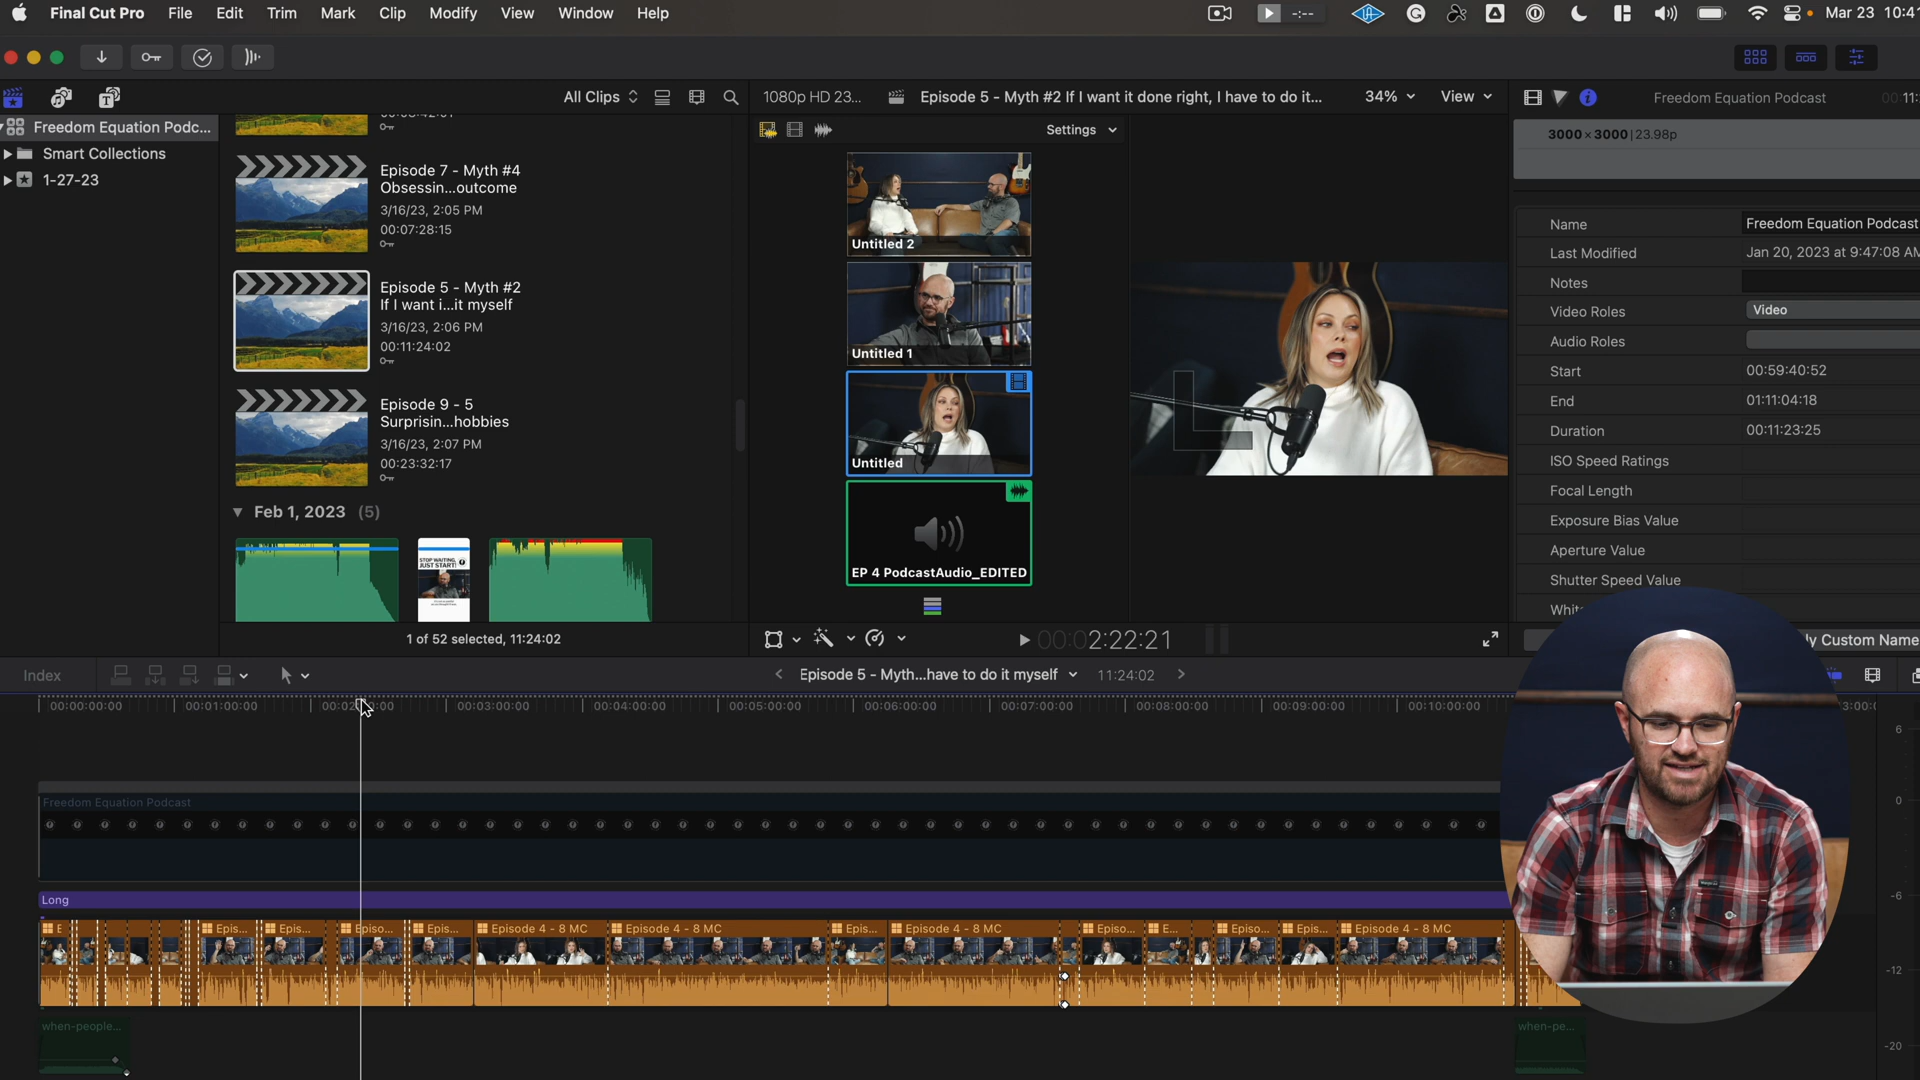 Final Cut Pro File Edit Trim Mark Clip Modify View Window Help
-:-- Mar 23 10:41
All Clips
1080p HD 23... Episode 5 - Myth #2 If I want it done right, I have to do it... 34% View
Freedom Equation Podcast 00:11:
Freedom Equation Podc...
Smart Collections
1-27-23
Episode 7 - Myth #4
Obsessin...outcome
3/16/23, 2:05 PM
00:07:28:15
Episode 5 - Myth #2
If I want i...it myself
3/16/23, 2:06 PM
00:11:24:02
Episode 9 - 5
Surprisin...hobbies
3/16/23, 2:07 PM
00:23:32:17
Feb 1, 2023 (5)
STOP WAITING,
JUST START!
1 of 52 selected, 11:24:02
Settings
Untitled 2
Untitled 1
Untitled
EP 4 PodcastAudio_EDITED
00:02:22:21
3000 × 3000 | 23.98p
Name Freedom Equation Podcast
Last Modified Jan 20, 2023 at 9:47:08 AM
Notes
Video Roles Video
Audio Roles
Start 00:59:40:52
End 01:11:04:18
Duration 00:11:23:25
ISO Speed Ratings
Focal Length
Exposure Bias Value
Aperture Value
Shutter Speed Value
Whit
ly Custom Name
Index
Episode 5 - Myth...have to do it myself 11:24:02
00:00:00:00 00:01:00:00 00:02 00:00 00:03:00:00 00:04:00:00 00:05:00:00 00:06:00:00 00:07:00:00 00:08:00:00 00:09:00:00 00:10:00:00 3:00:0
Freedom Equation Podcast
Long
E Epis... Epis... Episo... Epis... Episode 4 - 8 MC Episode 4 - 8 MC Epis... Episode 4 - 8 MC Episo... E... Episo... Epis... Episode 4 - 8 MC
when-people... when-pe...
6
0
-6
-12
-20